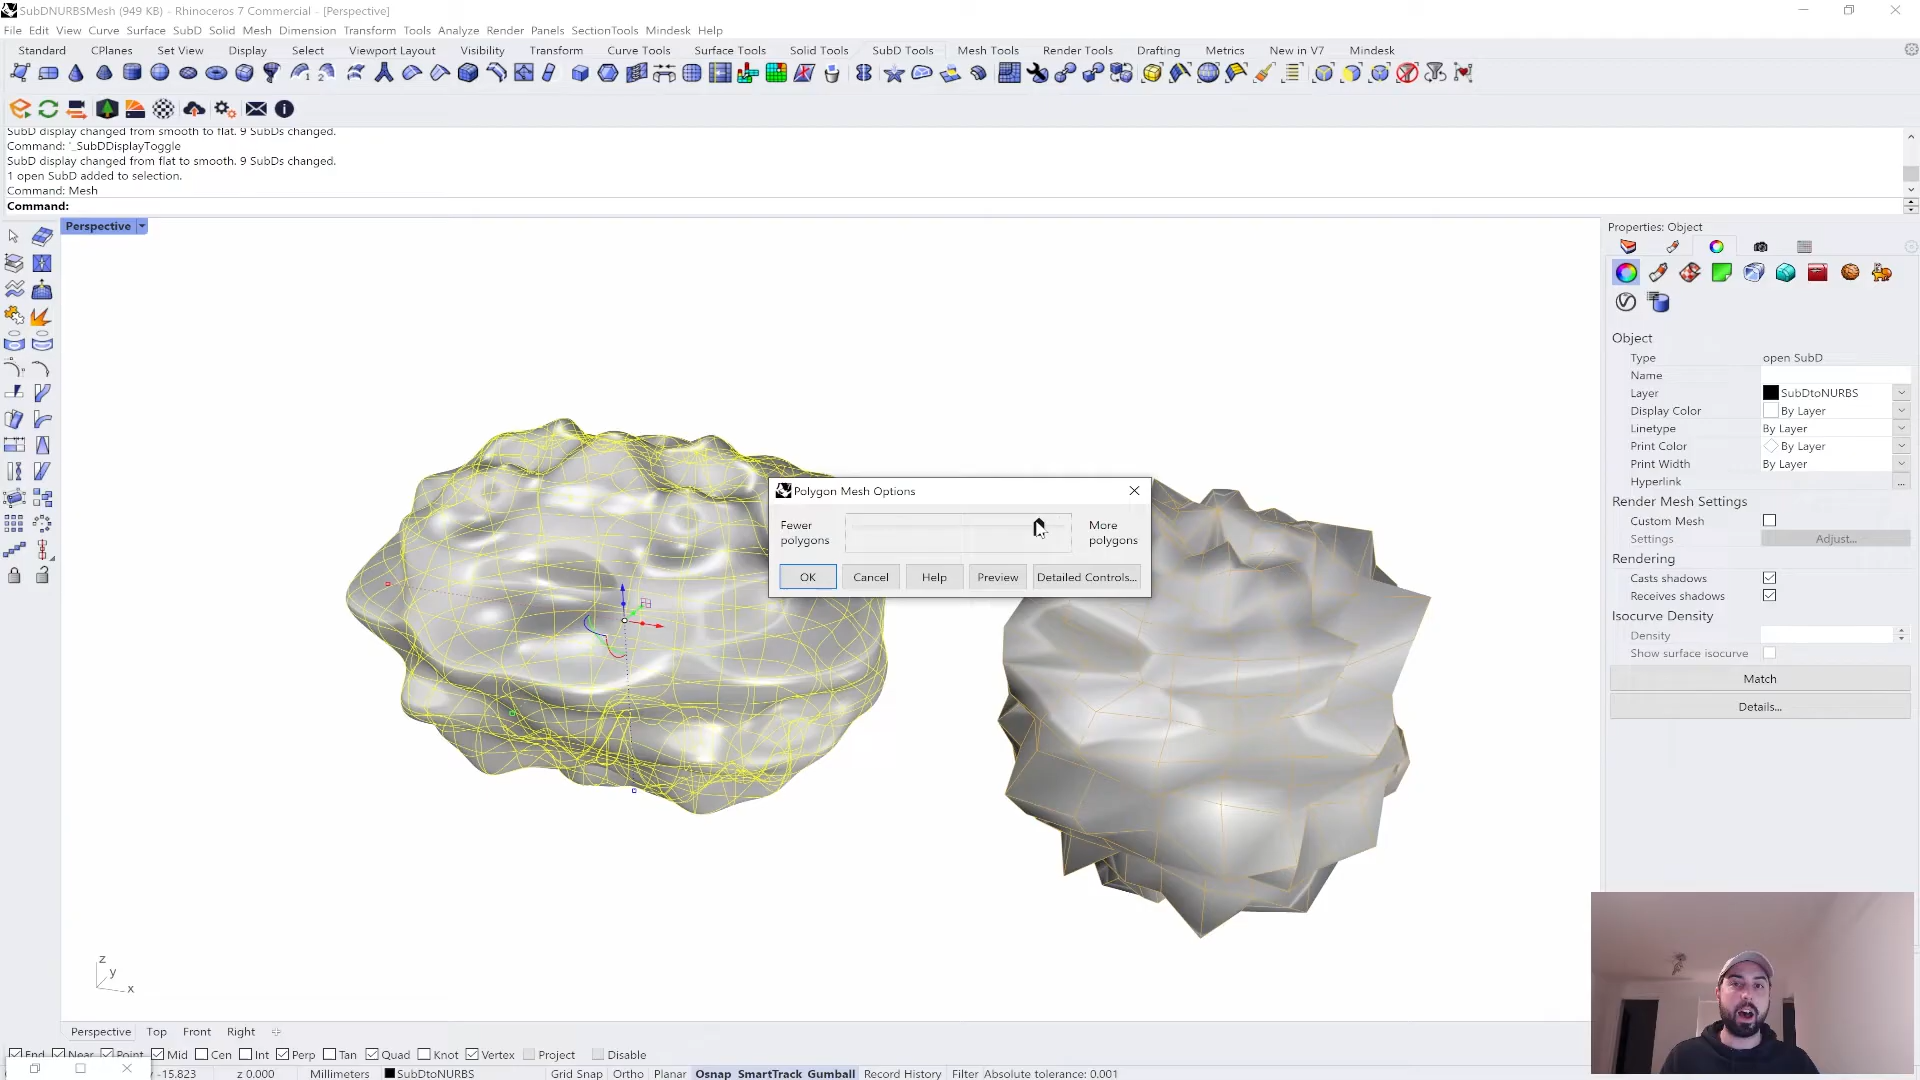 SubDNURBSMesh (949 KB) - Rhinoceros 7 Commercial - [Perspective]
File Edit View Curve Surface SubD Solid Mesh Dimension Transform Tools Analyze Render Panels SectionTools Mindesk Help
Standard CPlanes Set View Display Select Viewport Layout Visibility Transform Curve Tools Surface Tools Solid Tools SubD Tools Mesh Tools Render Tools Drafting Metrics New in V7 Mindesk
SubD display changed from smooth to flat. 9 SubDs changed.
Command: '_SubDDisplayToggle
SubD display changed from flat to smooth. 9 SubDs changed.
1 open SubD added to selection.
Command: Mesh
Command:
Perspective
Polygon Mesh Options
Fewer polygons
More polygons
OK Cancel Help Preview Detailed Controls...
Properties: Object
Object
Type open SubD
Name
Layer SubDtoNURBS
Display Color By Layer
Linetype By Layer
Print Color By Layer
Print Width By Layer
Hyperlink ...
Render Mesh Settings
Custom Mesh
Settings Adjust...
Rendering
Casts shadows
Receives shadows
Isocurve Density
Density
Show surface isocurve
Match
Details...
z
y
x
Perspective Top Front Right
End Near Point Mid Cen Int Perp Tan Quad Knot Vertex Project Disable
-15.823 z 0.000 Millimeters SubDtoNURBS Grid Snap Ortho Planar Osnap SmartTrack Gumball Record History Filter Absolute tolerance: 0.001